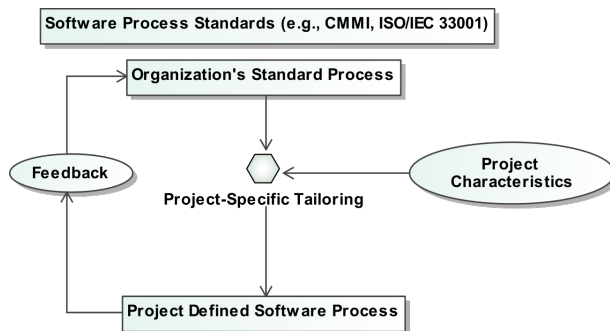 Software Process Standards (e.g., CMMI, ISO/IEC 33001)
Organization's Standard Process
Feedback
Project
Characteristics
Project-Specific Tailoring
Project Defined Software Process